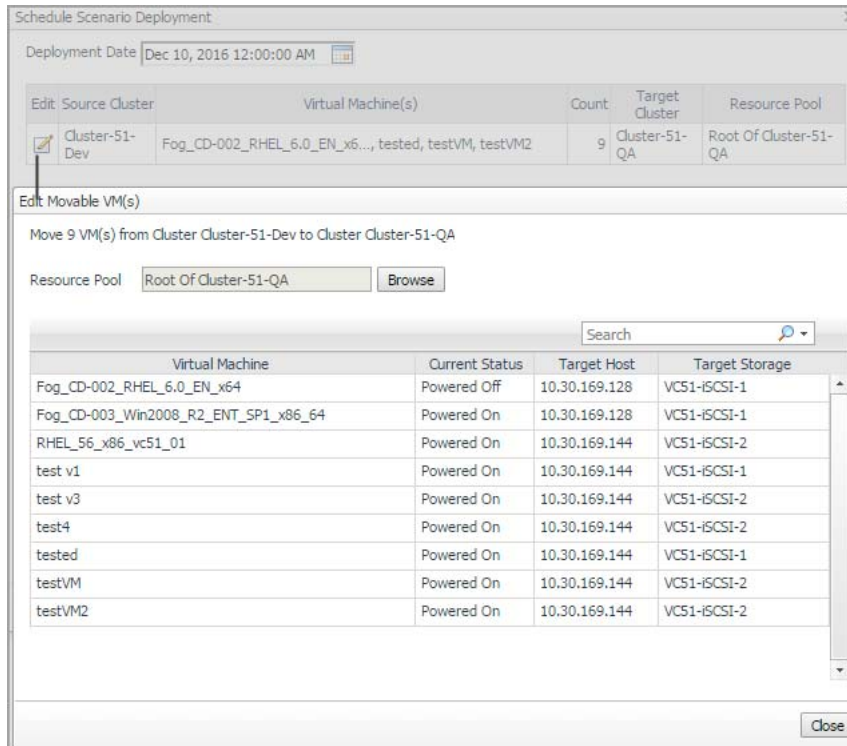 Schedule Scenario Deployment
Deployment Date Dec 10, 2016 12:00:00 AM
Edit Source Cluster Virtual Machine(s) Count Target Cluster Resource Pool
Cluster-51-Dev Fog_CD-002_RHEL_6.0_EN_x6..., tested, testVM, testVM2 9 Cluster-51-QA Root Of Cluster-51-QA
Edit Movable VM(s)
Move 9 VM(s) from Cluster Cluster-51-Dev to Cluster Cluster-51-QA
Resource Pool Root Of Cluster-51-QA Browse
Search
Virtual Machine Current Status Target Host Target Storage
Fog_CD-002_RHEL_6.0_EN_x64 Powered Off 10.30.169.128 VC51-iSCSI-1
Fog_CD-003_Win2008_R2_ENT_SP1_x86_64 Powered On 10.30.169.128 VC51-iSCSI-1
RHEL_56_x86_vc51_01 Powered On 10.30.169.144 VC51-iSCSI-2
test v1 Powered On 10.30.169.144 VC51-iSCSI-1
test v3 Powered On 10.30.169.144 VC51-iSCSI-2
test4 Powered On 10.30.169.144 VC51-iSCSI-2
tested Powered On 10.30.169.144 VC51-iSCSI-1
testVM Powered On 10.30.169.144 VC51-iSCSI-2
testVM2 Powered On 10.30.169.144 VC51-iSCSI-2
Close